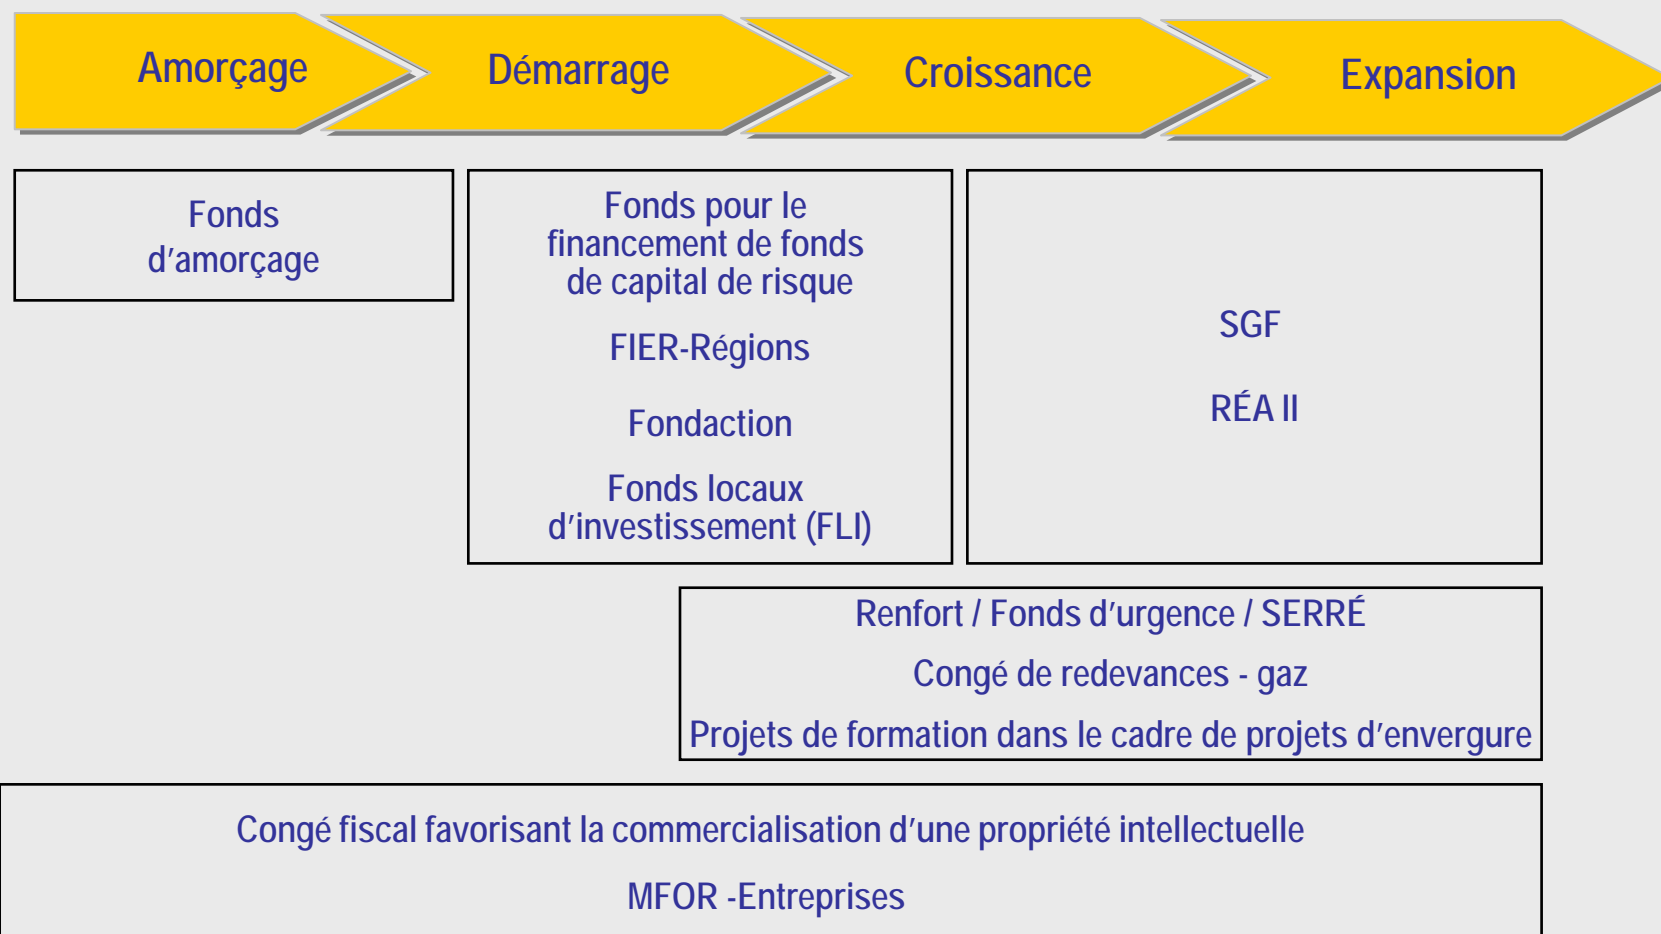 Amorçage
Démarrage
Croissance
Expansion
Fonds
d'amorçage
Fonds pour le
financement de fonds
de capital de risque
FIER-Régions
Fondaction
Fonds locaux
d'investissement (FLI)
SGF
RÉA II
Renfort / Fonds d'urgence / SERRÉ
Congé de redevances - gaz
Projets de formation dans le cadre de projets d'envergure
Congé fiscal favorisant la commercialisation d'une propriété intellectuelle
MFOR -Entreprises